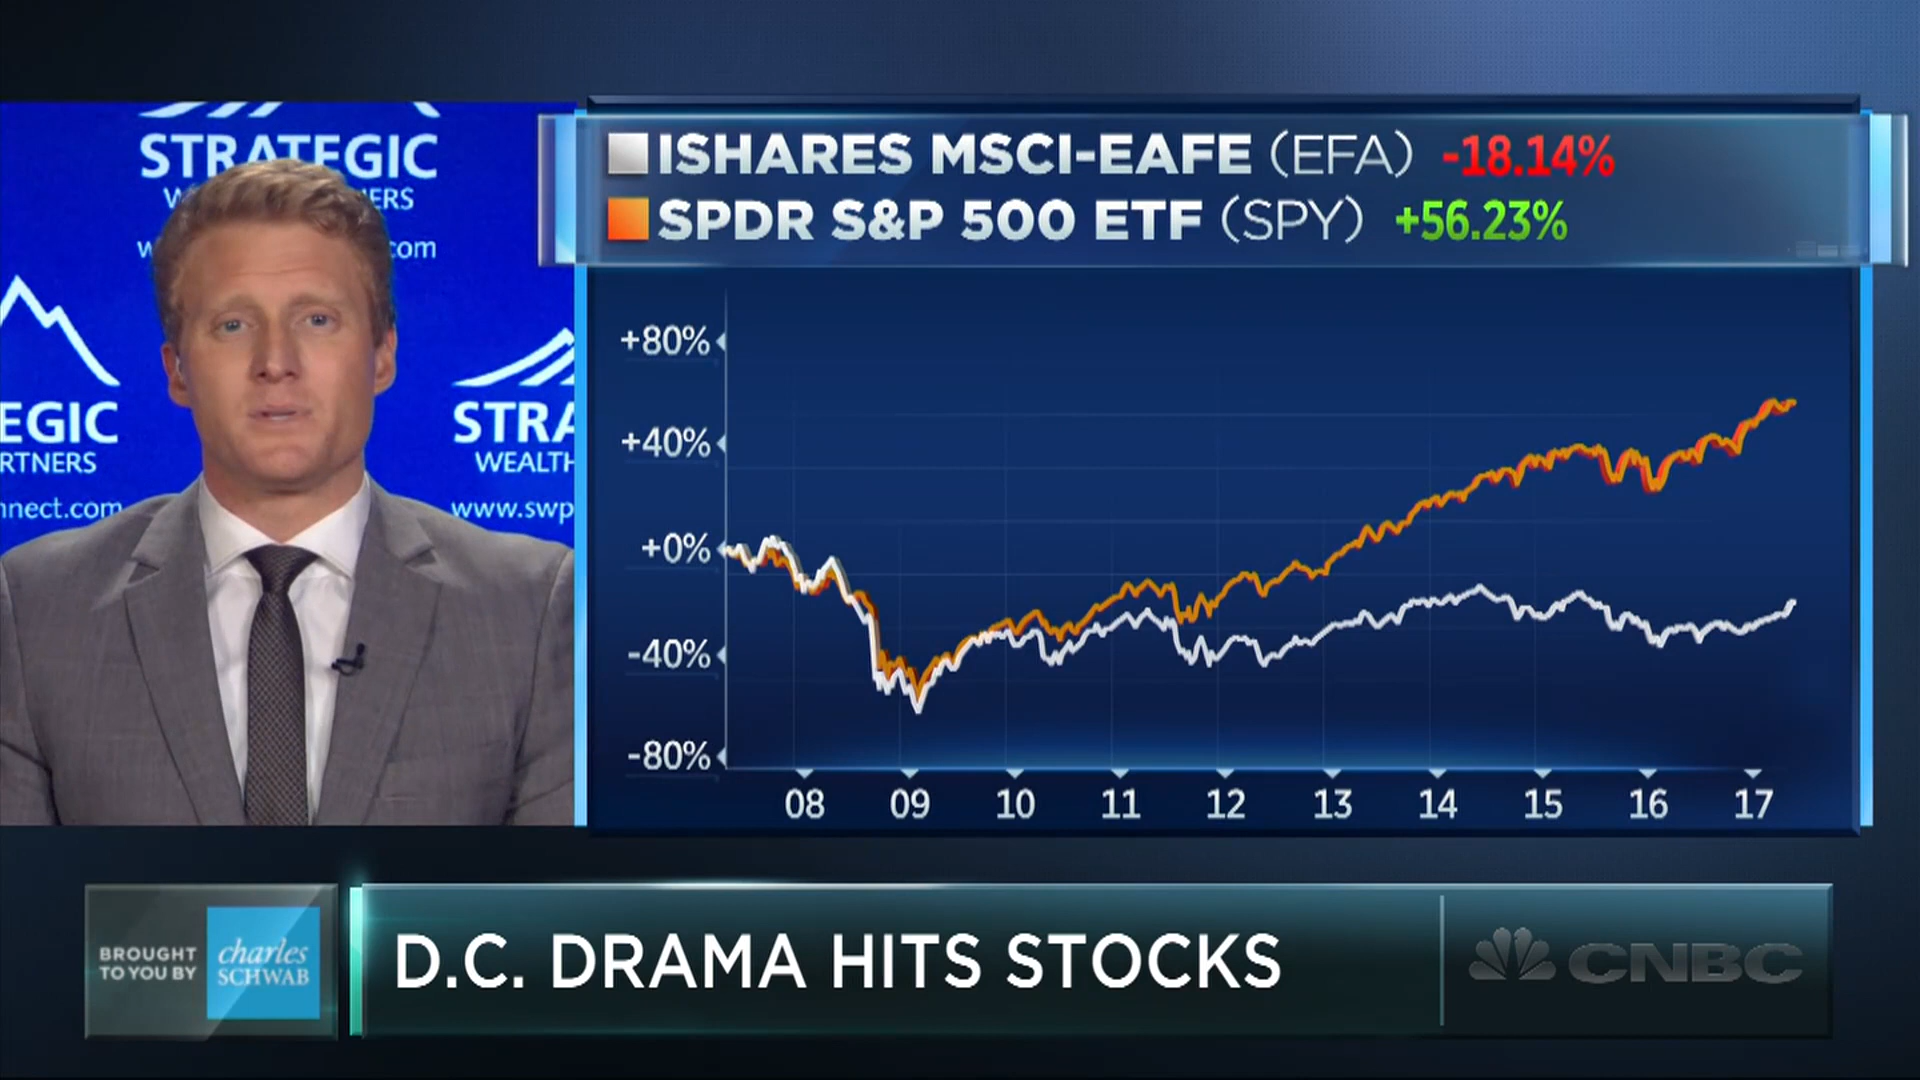 STRATEGIC
ERS
w
com
EGIC
RTNERS
nnect.com
STRA
WEALTH
www.swp
ISHARES MSCI-EAFE (EFA) -18.14%
SPDR S&P 500 ETF (SPY) +56.23%
+80%
+40%
+0%
-40%
-80%
08 09 10 11 12 13 14 15 16 17
BROUGHT
TO YOU BY
charles
SCHWAB
D.C. DRAMA HITS STOCKS
CNBC